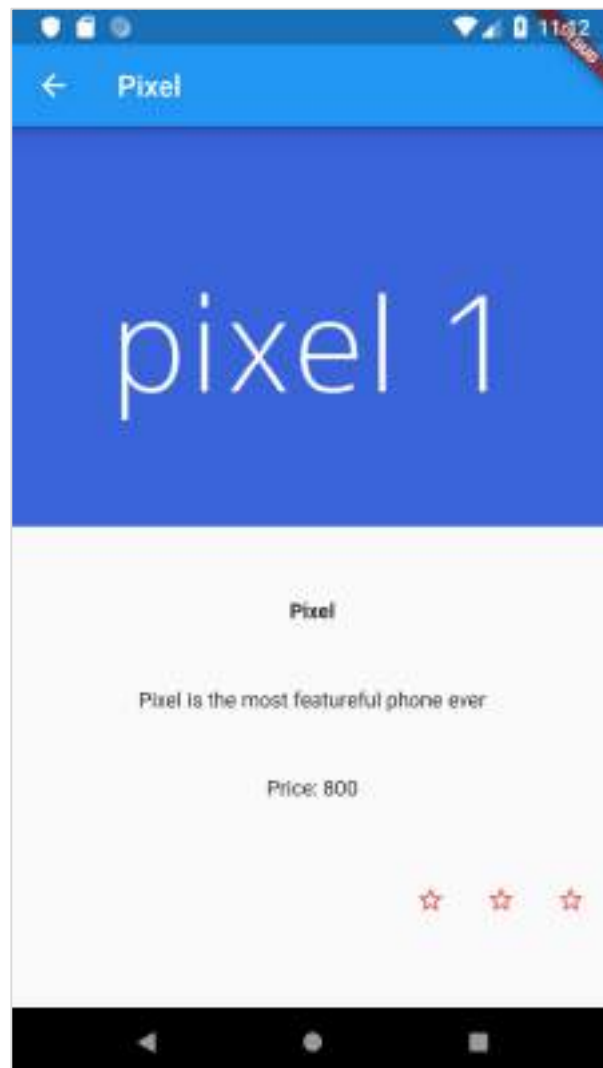 11:12
Pixel
pixel 1
Pixel
Pixel is the most featureful phone ever
Price: 800